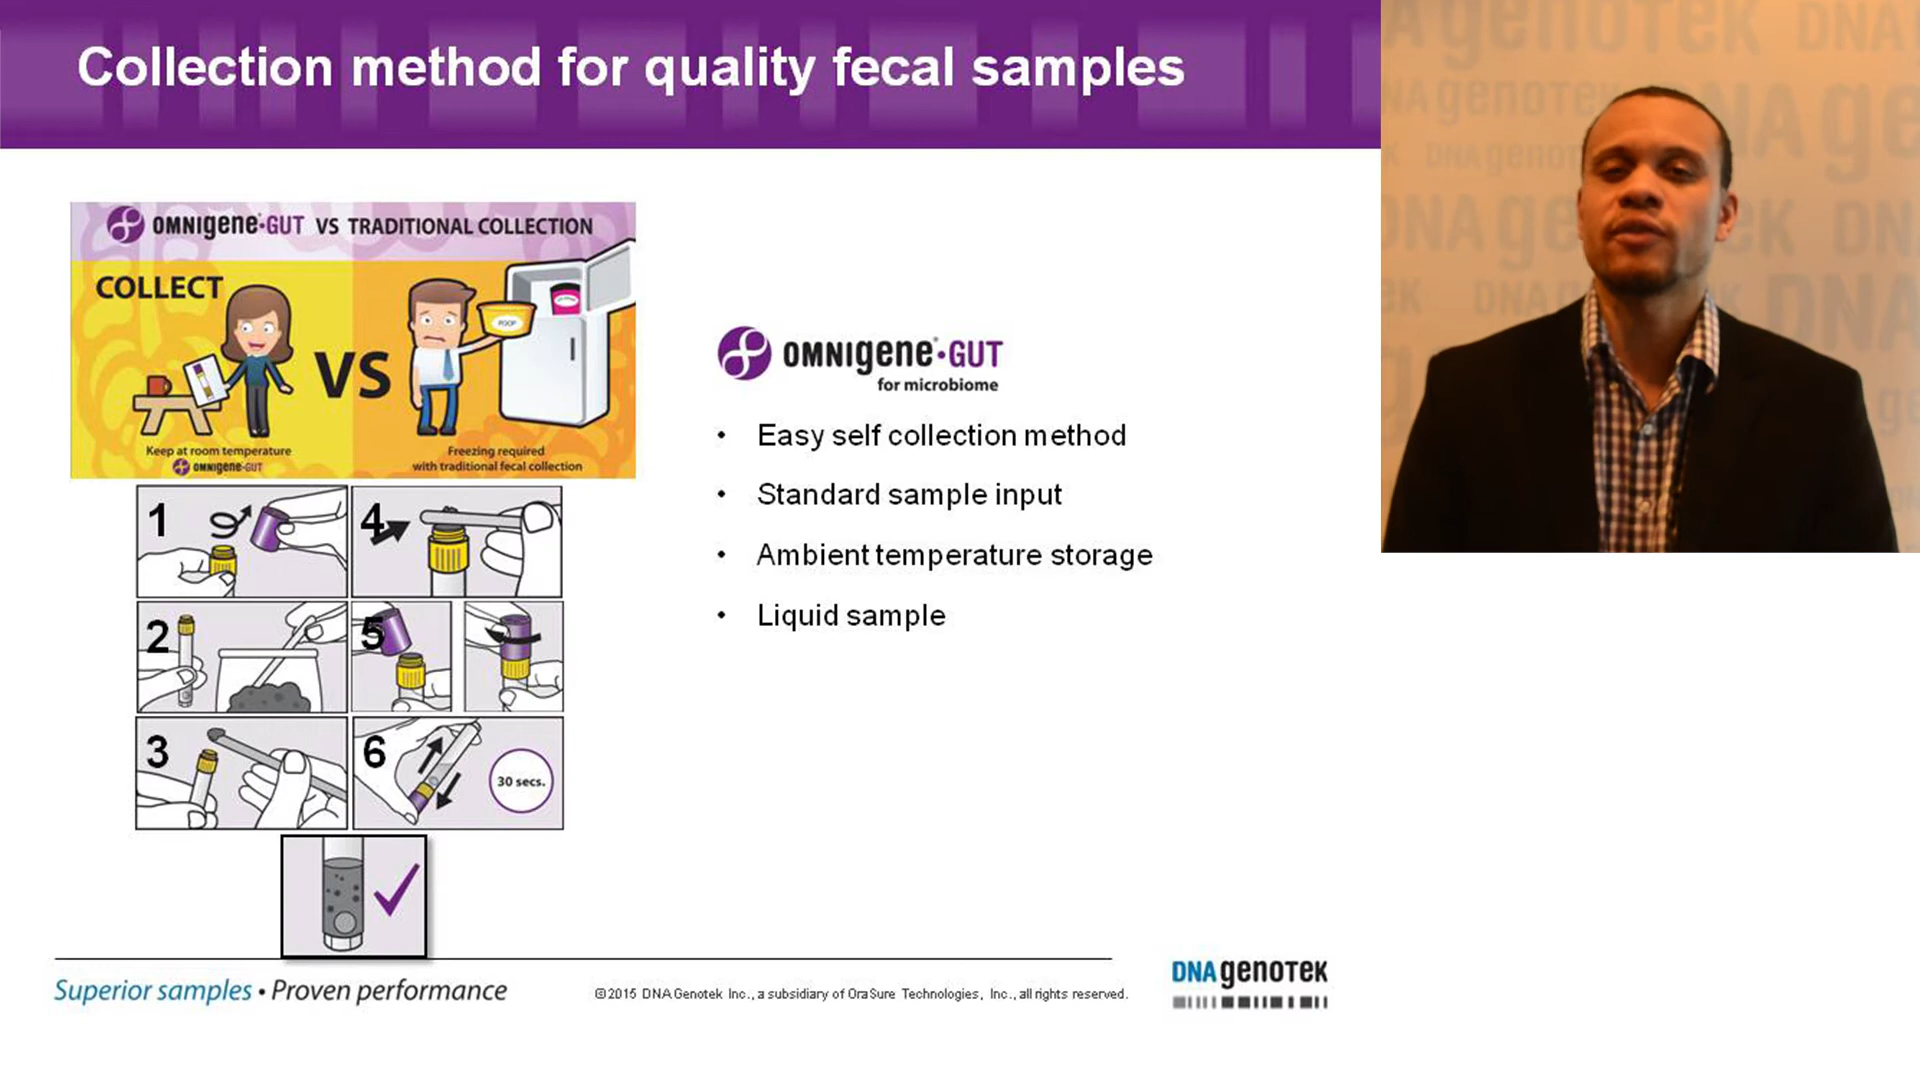 Collection method for quality fecal samples
OMNIgene®•GUT VS TRADITIONAL COLLECTION
COLLECT
VS
POOP
Keep at room temperature
OMNIgene•GUT
Freezing required
with traditional fecal collection
1
4
2
5
3
6
30 secs.
OMNIgene®•GUT
for microbiome
• Easy self collection method
• Standard sample input
• Ambient temperature storage
• Liquid sample
Superior samples • Proven performance
©2015 DNA Genotek Inc., a subsidiary of OraSure Technologies, Inc., all rights reserved.
DNA genoTek